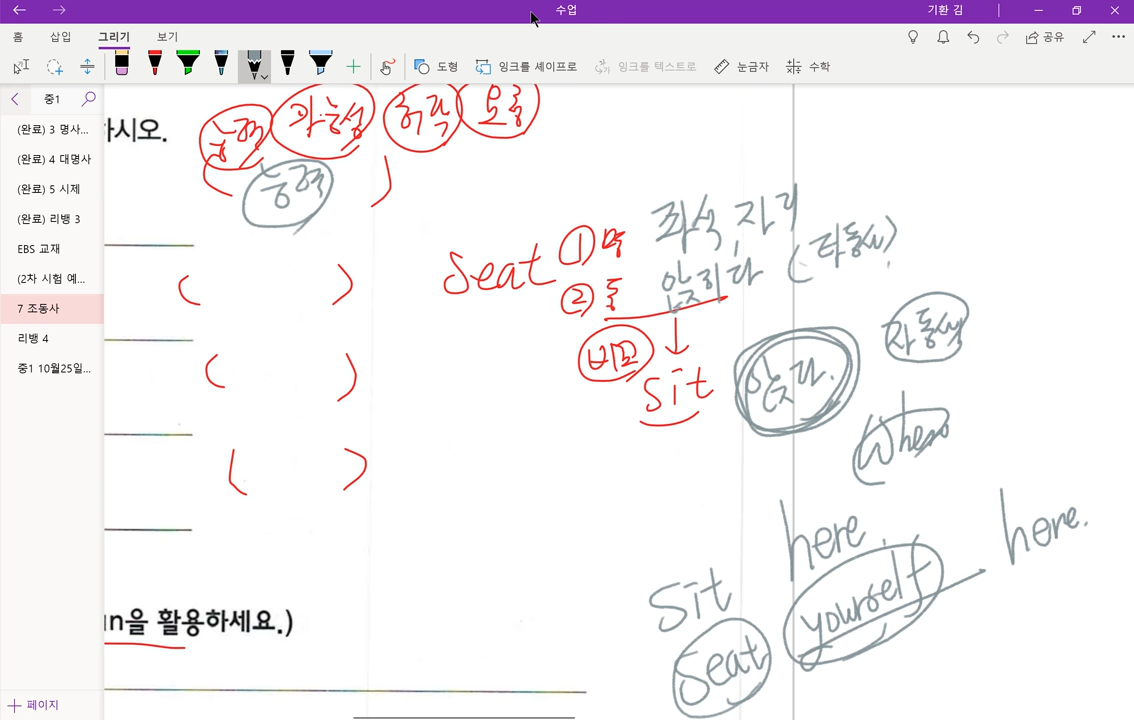 수업
기환 김
홈 삽입 그리기 보기
공유
도형 잉크를 셰이프로 잉크를 텍스트로 눈금자 수학
중1
(완료) 3 명사...
(완료) 4 대명사
(완료) 5 시제
(완료) 리뱅 3
EBS 교재
(2차 시험 예...
7 조동사
리뱅 4
중1 10월25일...
페이지
하시오.
능력 가능성 허락 요청
( 능력 )
seat ① 명 좌석, 자리
② 동 앉히다 (타동사)
( )
비교 ↓
sit 앉다. 자동사
( )
when
( )
sit here.
seat yourself here.
un을 활용하세요.)